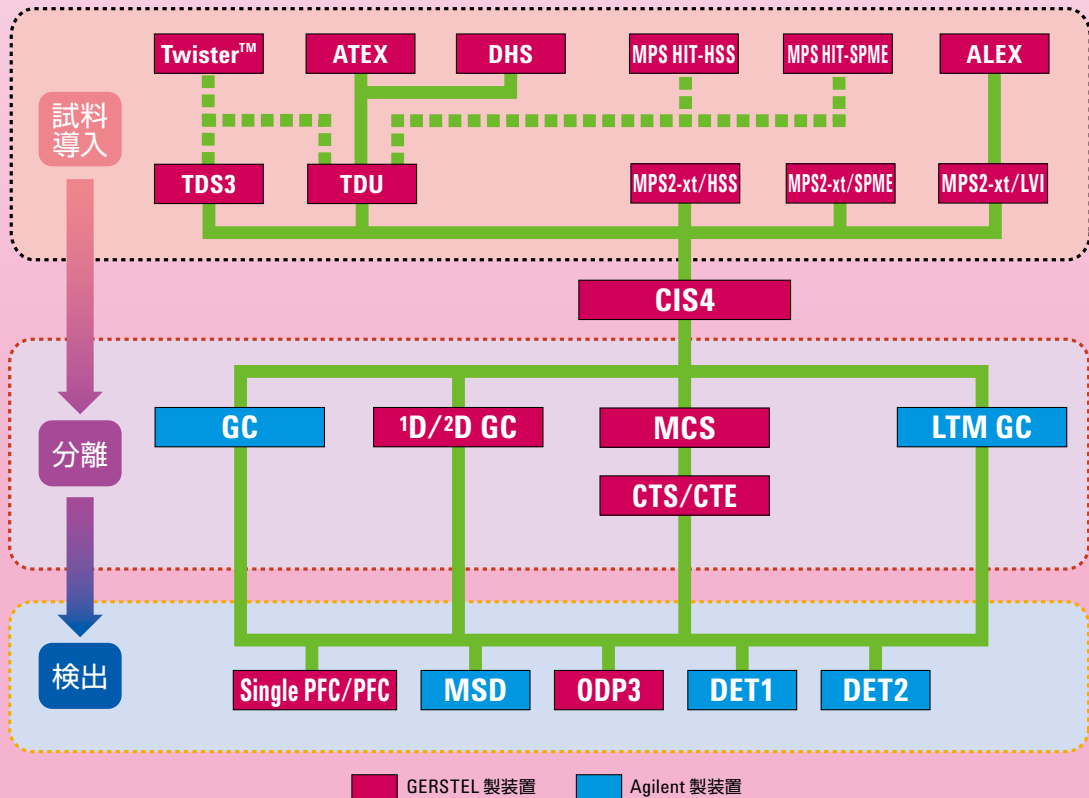 Twister™ ATEX DHS MPS HIT-HSS MPS HIT-SPME ALEX
試料
導入
TDS3 TDU MPS2-xt/HSS MPS2-xt/SPME MPS2-xt/LVI
CIS4
GC ¹D/²D GC MCS LTM GC
分離
CTS/CTE
検出
Single PFC/PFC MSD ODP3 DET1 DET2
GERSTEL 製装置 Agilent 製装置